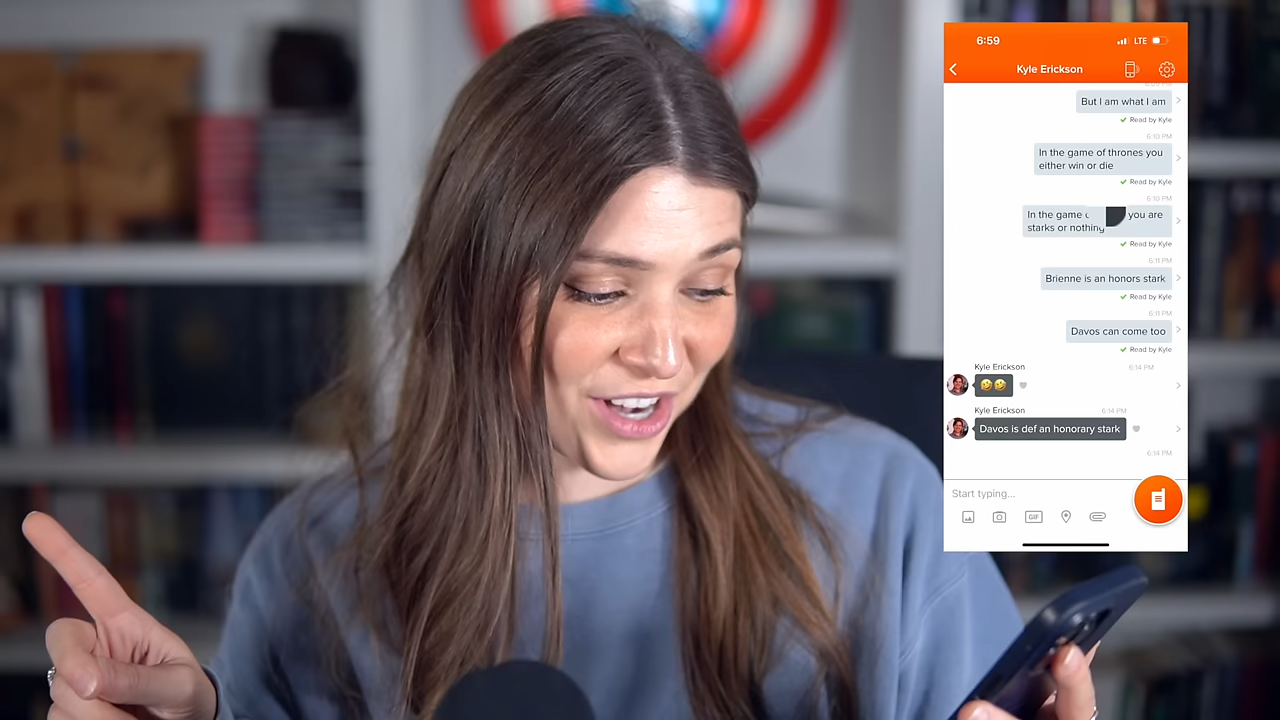 6:59
LTE
Kyle Erickson
But I am what I am
Read by Kyle
6:10 PM
In the game of thrones you
either win or die
Read by Kyle
6:10 PM
In the game you are
starks or nothing
Read by Kyle
6:11 PM
Brienne is an honors stark
Read by Kyle
6:11 PM
Davos can come too
Read by Kyle
Kyle Erickson
6:14 PM
🤣🤣
Kyle Erickson
6:14 PM
Davos is def an honorary stark
6:14 PM
Start typing...
GIF